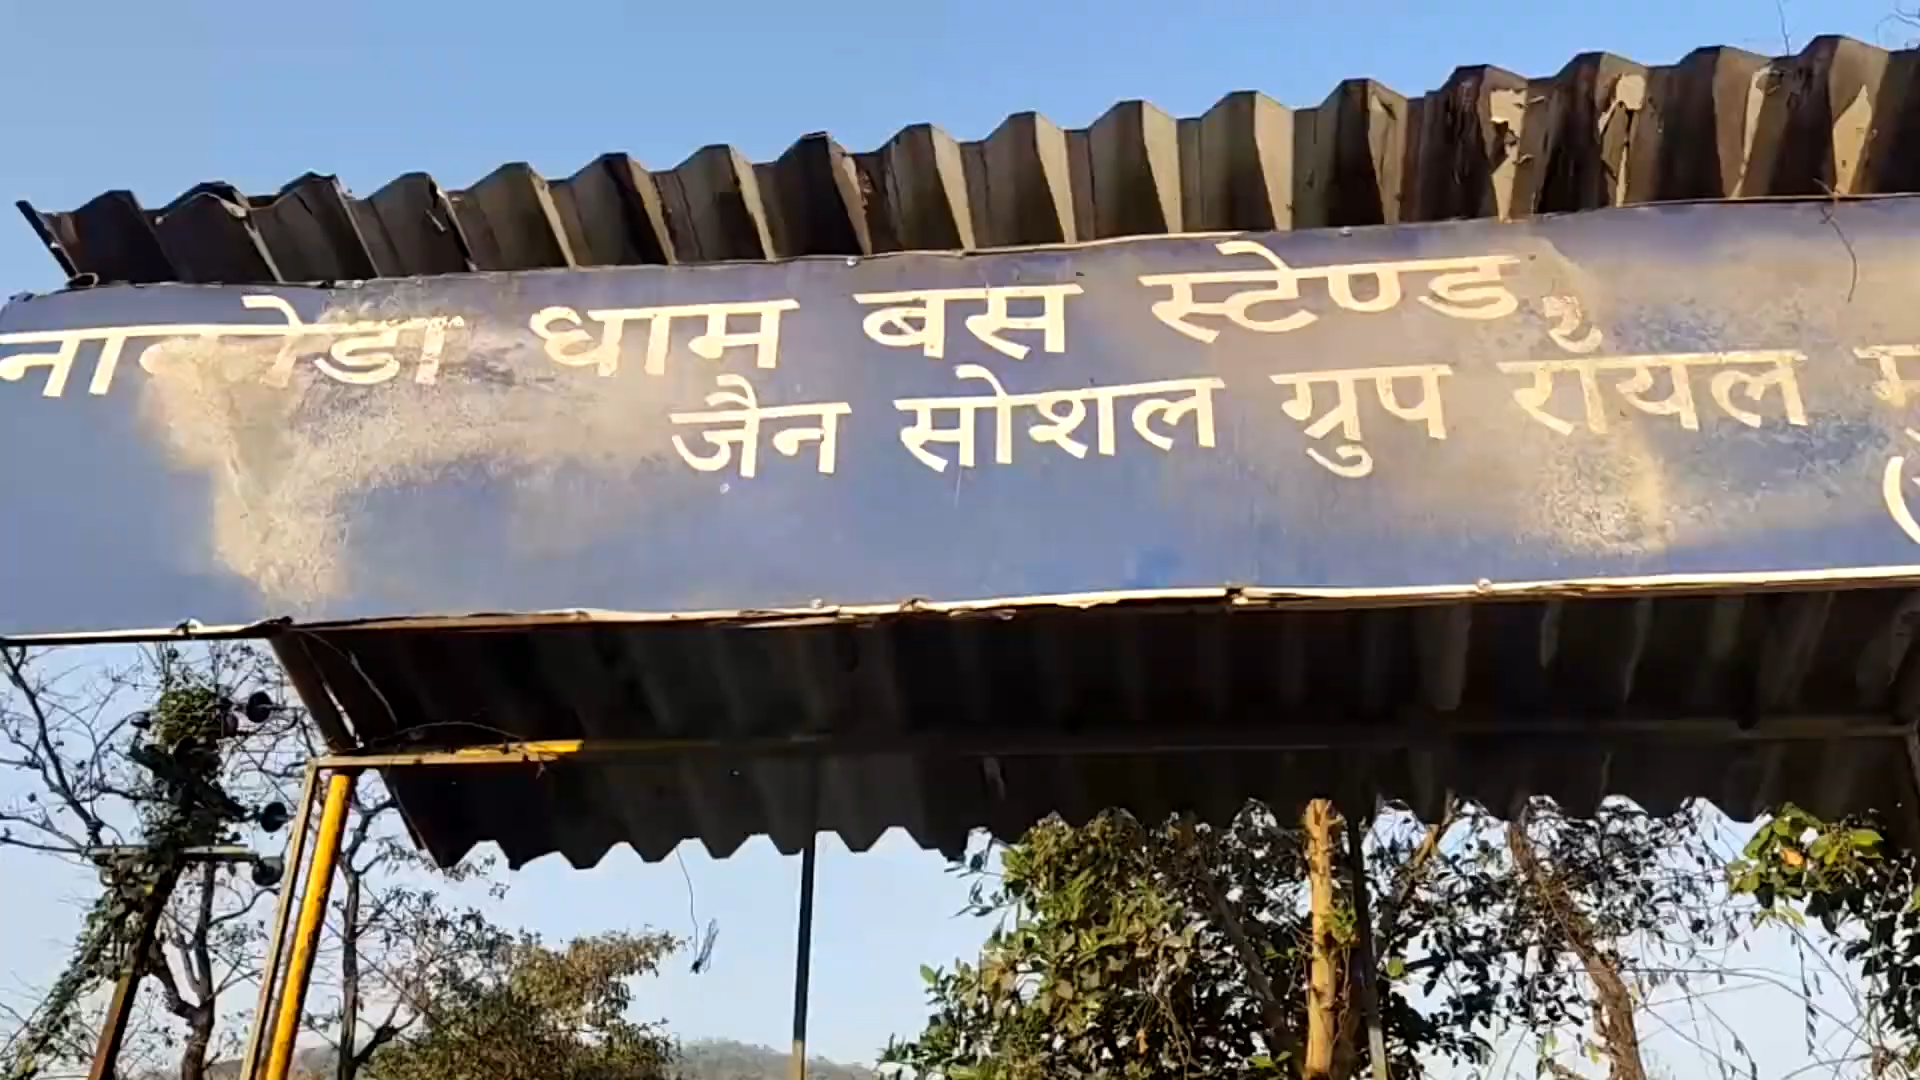 नाकोडा धाम बस स्टेण्ड,
जैन सोशल ग्रुप रॉयल